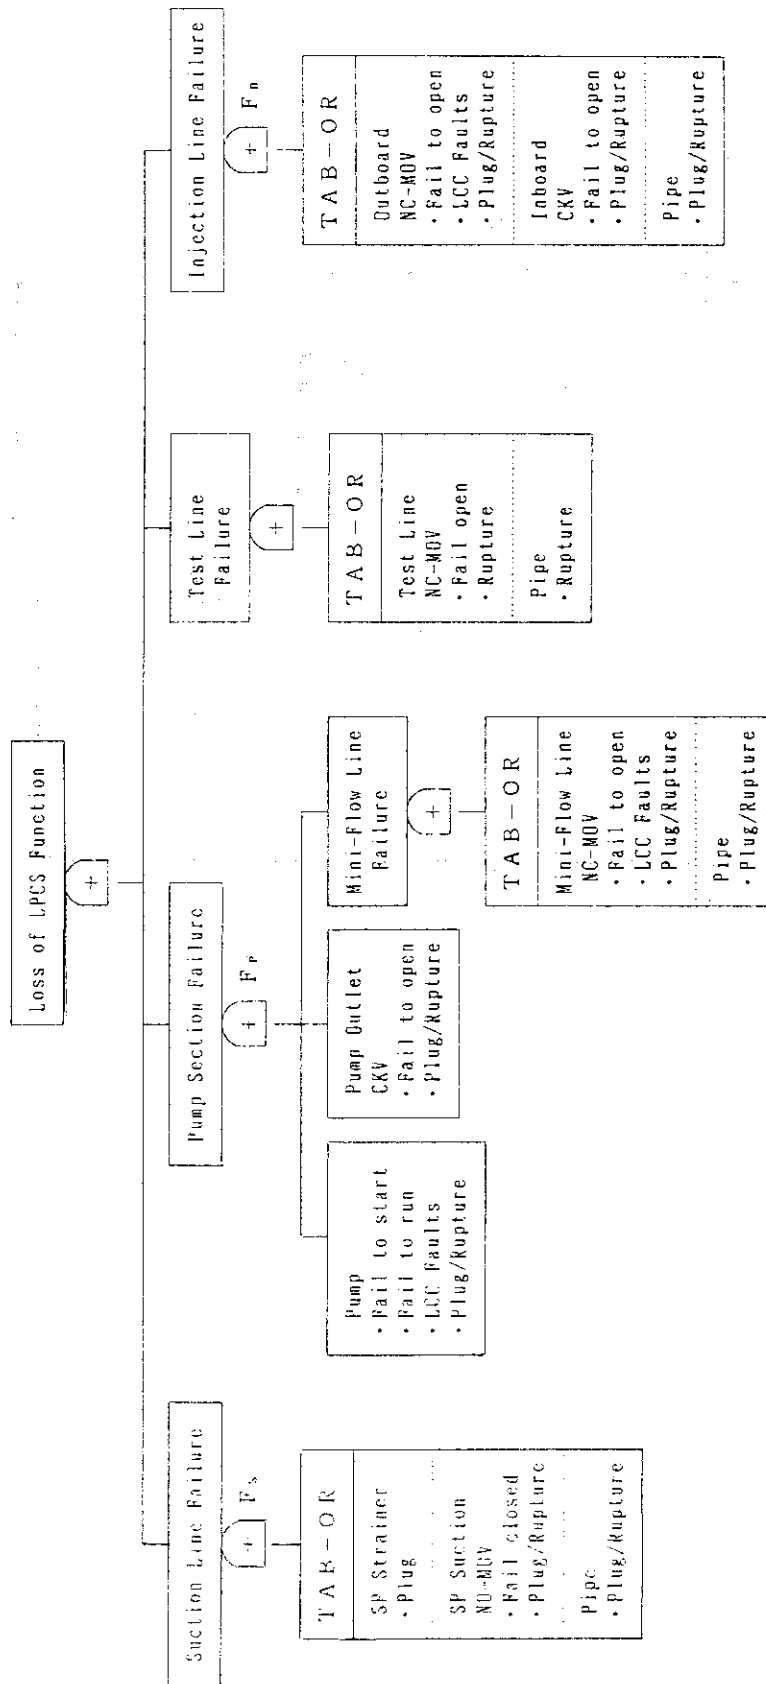 Loss of LPCS Function
+
Suction Line Failure
+
Fs
TAB-OR
SP Strainer
・Plug
SP Suction
NO-MOV
・Fail closed
・Plug/Rupture
Pipe
・Plug/Rupture
Pump Section Failure
+
FP
Pump
・Fail to start
・Fail to run
・LCC Faults
・Plug/Rupture
Pump Outlet
CKV
・Fail to open
・Plug/Rupture
Mini-Flow Line
Failure
+
TAB-OR
Mini-Flow Line
NC-MOV
・Fail to open
・LCC Faults
・Plug/Rupture
Pipe
・Plug/Rupture
Test Line
Failure
+
TAB-OR
Test Line
NC-MOV
・Fail open
・Rupture
Pipe
・Rupture
Injection Line Failure
+
Fn
TAB-OR
Outboard
NC-MOV
・Fail to open
・LCC Faults
・Plug/Rupture
Inboard
CKV
・Fail to open
・Plug/Rupture
Pipe
・Plug/Rupture